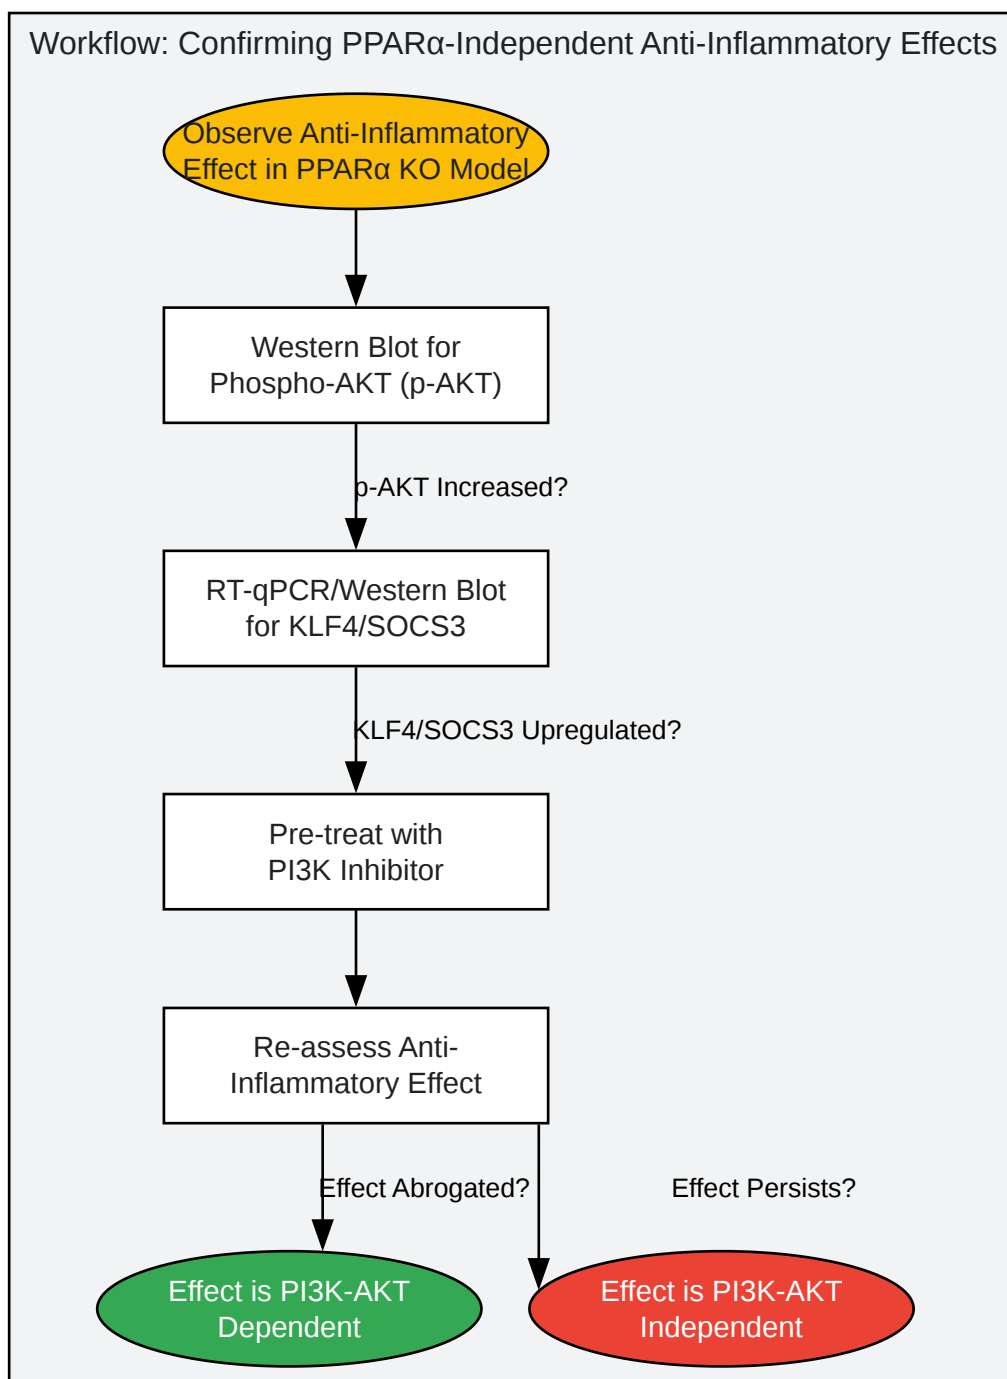 Workflow: Confirming PPARα-Independent Anti-Inflammatory Effects
Observe Anti-Inflammatory
Effect in PPARα KO Model
Western Blot for
Phospho-AKT (p-AKT)
p-AKT Increased?
RT-qPCR/Western Blot
for KLF4/SOCS3
KLF4/SOCS3 Upregulated?
Pre-treat with
PI3K Inhibitor
Re-assess Anti-
Inflammatory Effect
Effect Abrogated?
Effect Persists?
Effect is PI3K-AKT
Dependent
Effect is PI3K-AKT
Independent